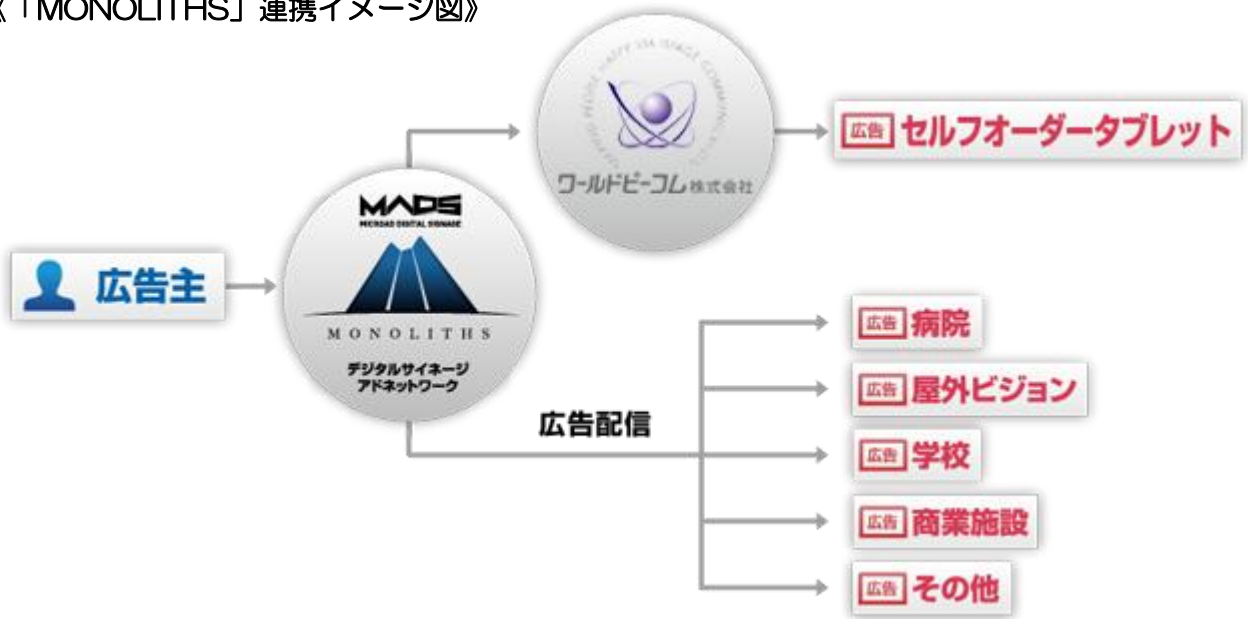 《「MONOLITHS」連携イメージ図》
ワールドピーコム株式会社
広告 セルフオーダータブレット
MADS
MICROAD DIGITAL SIGNAGE
MONOLITHS
デジタルサイネージ
アドネットワーク
広告主
広告配信
広告 病院
広告 屋外ビジョン
広告 学校
広告 商業施設
広告 その他